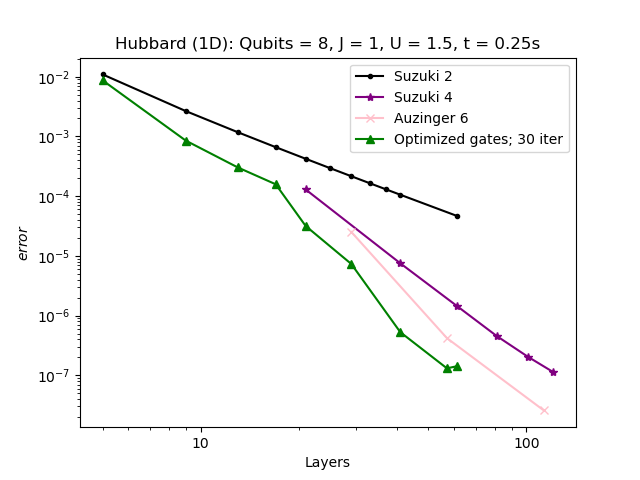 Hubbard (1D): Qubits = 8, J = 1, U = 1.5, t = 0.25s
Suzuki 2
Suzuki 4
Auzinger 6
Optimized gates; 30 iter
error
10⁻²
10⁻³
10⁻⁴
10⁻⁵
10⁻⁶
10⁻⁷
10
100
Layers